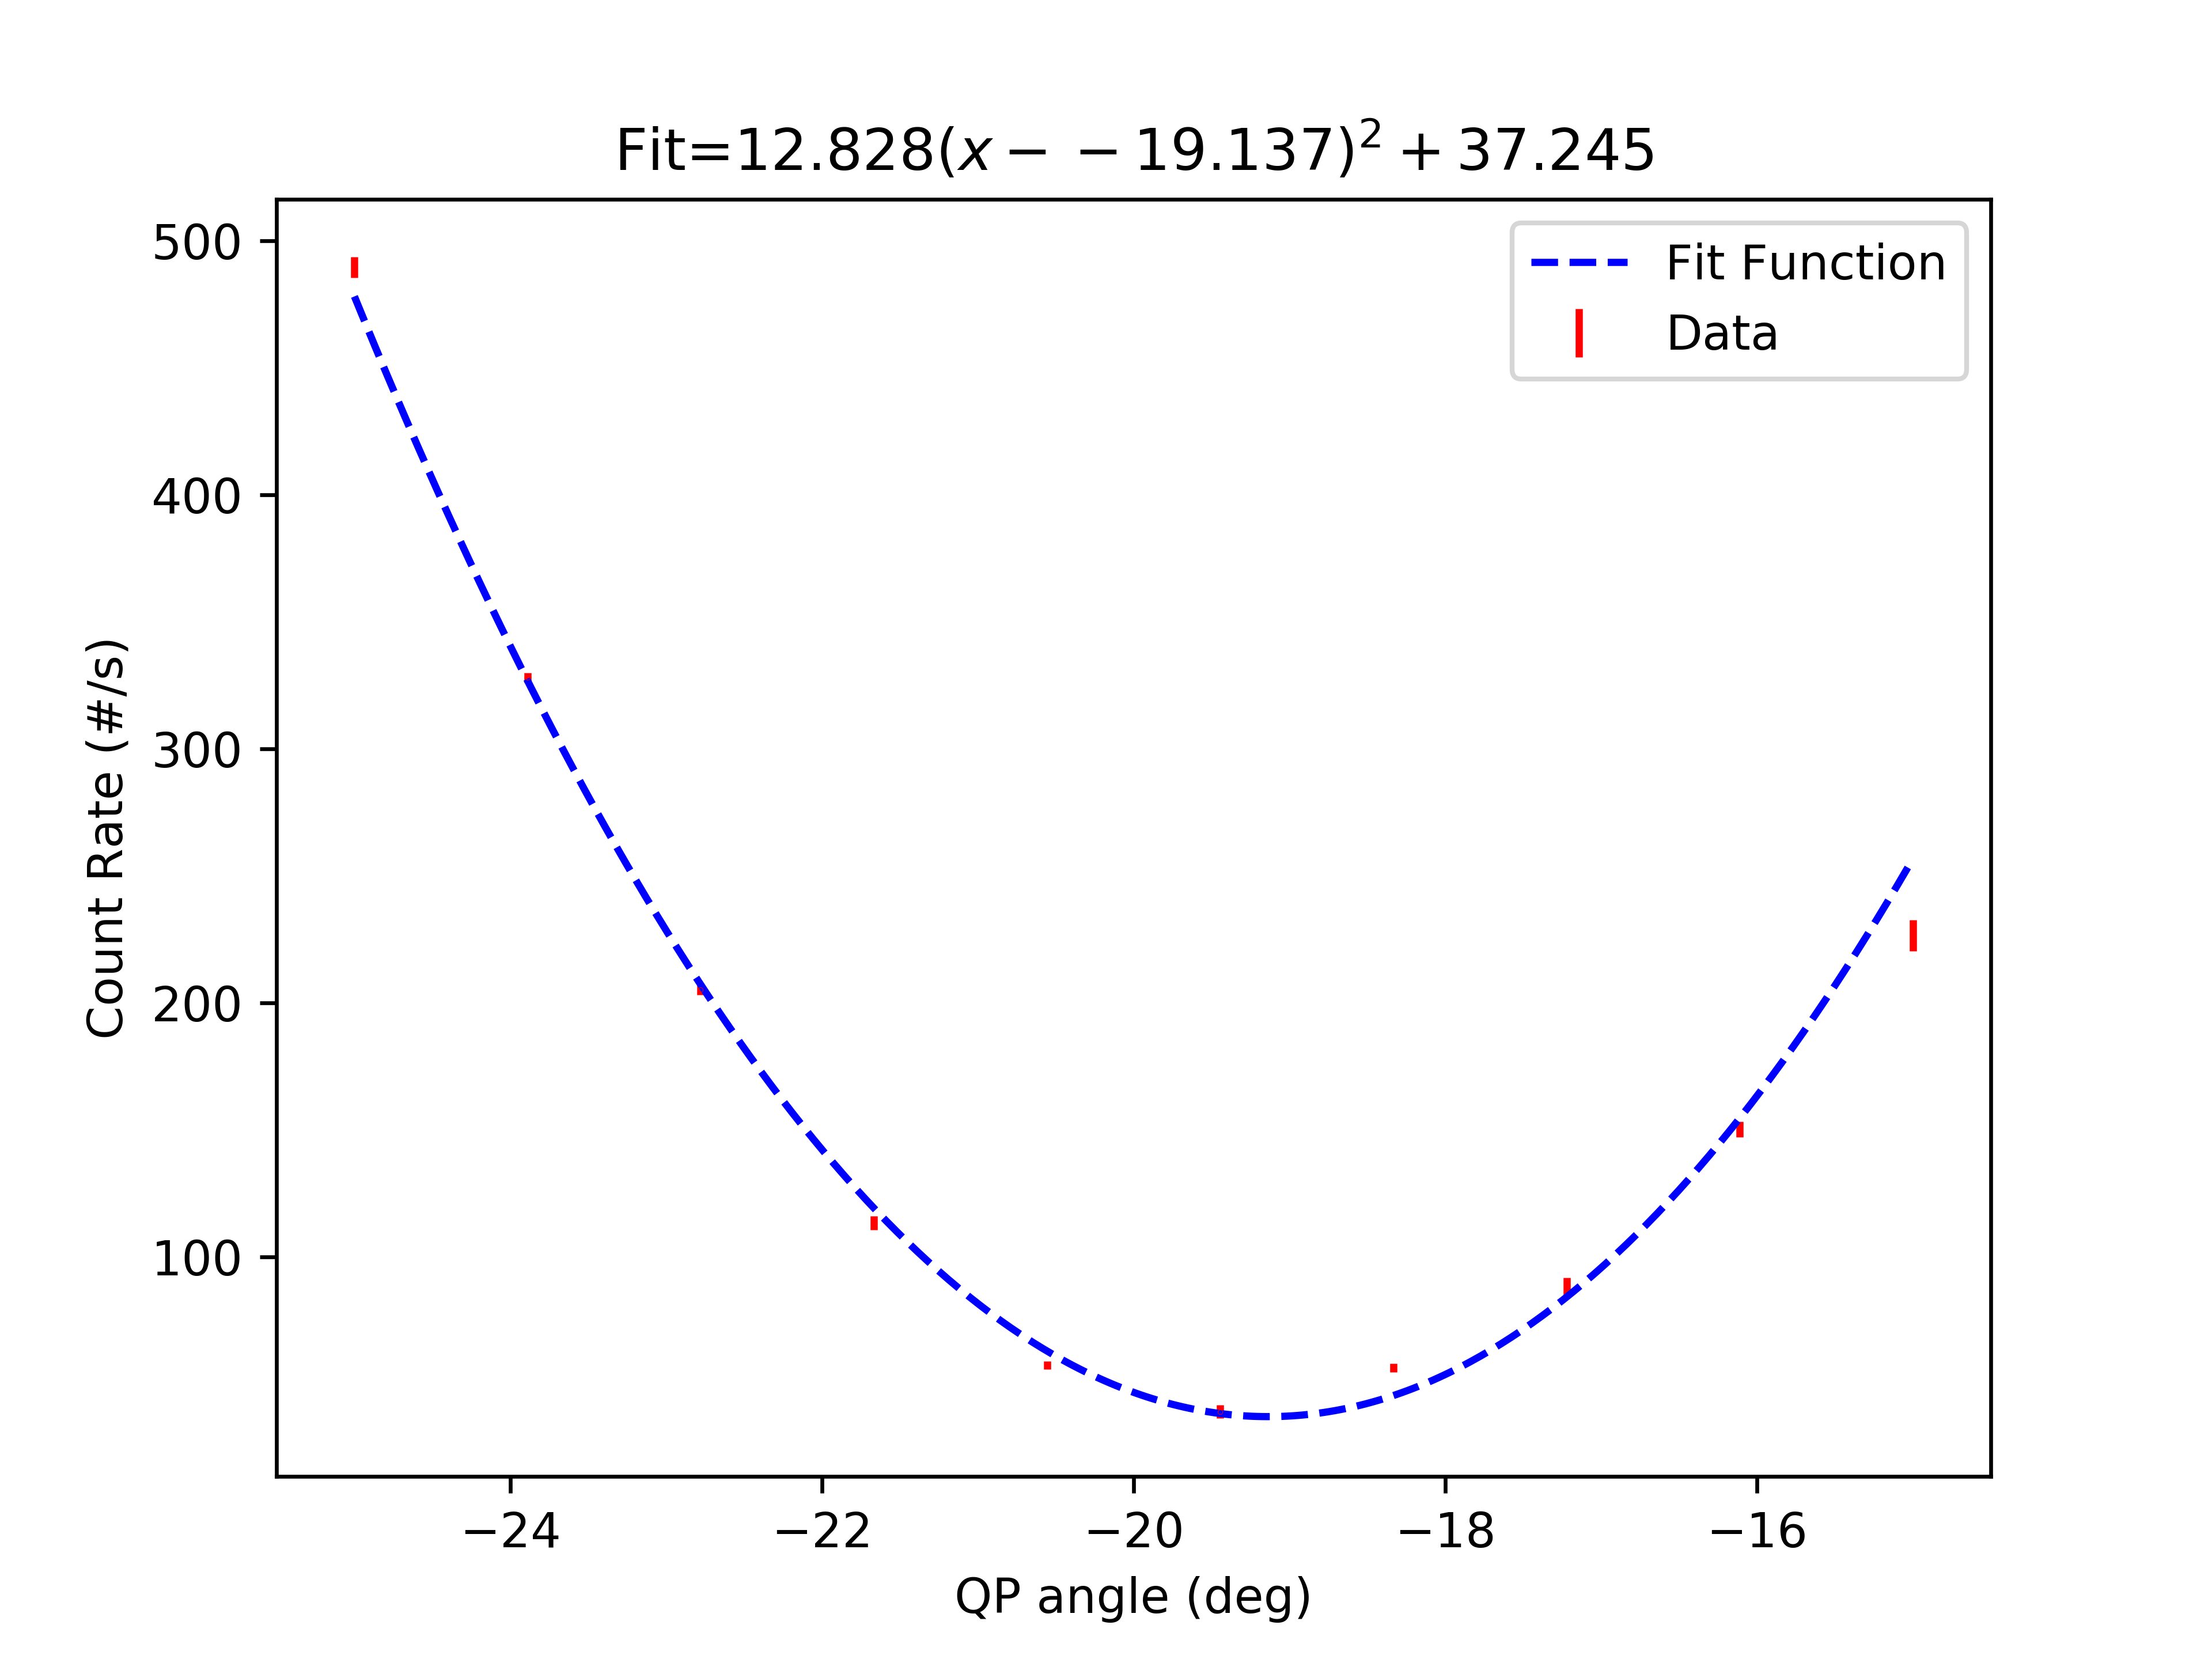 Fit=12.828(x − −19.137)² + 37.245
Fit Function
Data
500
400
300
200
100
Count Rate (#/s)
−24 −22 −20 −18 −16
QP angle (deg)